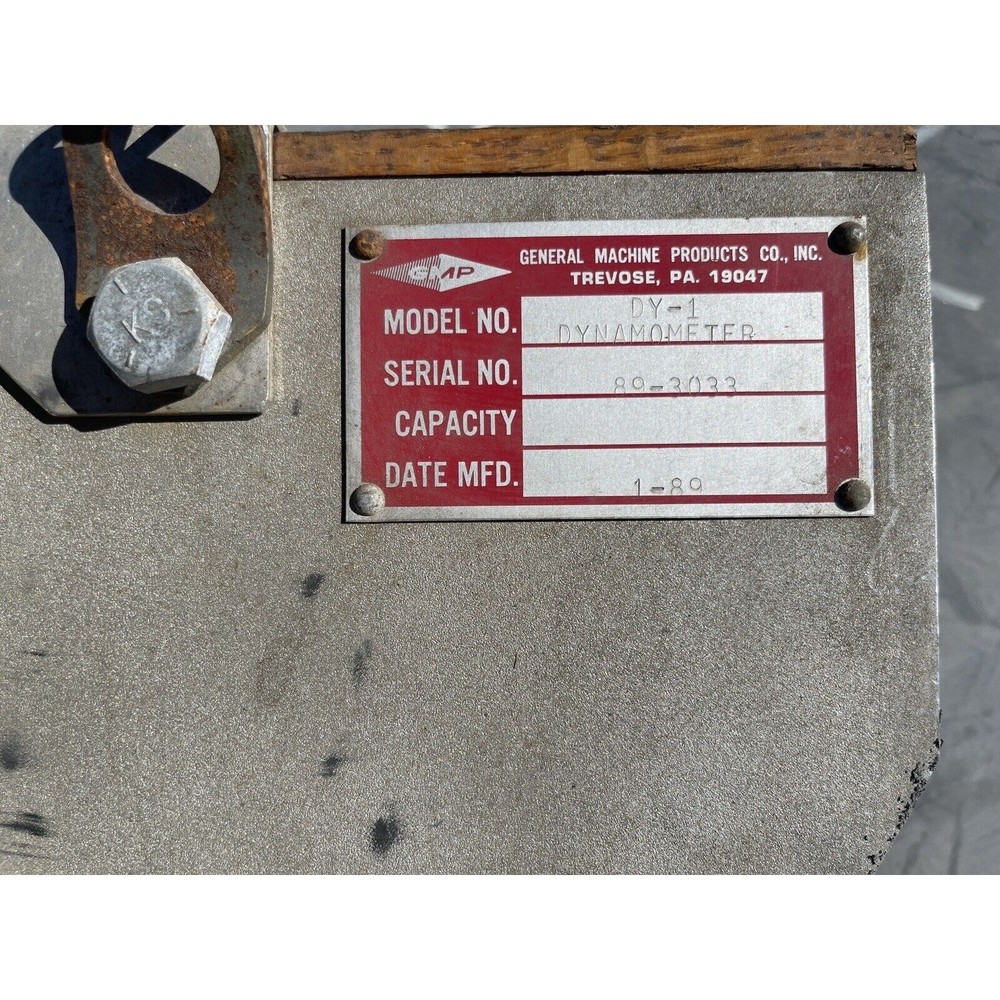 GMP
GENERAL MACHINE PRODUCTS CO., INC.
TREVOSE, PA. 19047
MODEL NO. DY-1
DYNAMOMETER
SERIAL NO. 89-3033
CAPACITY
DATE MFD. 1-89
KS